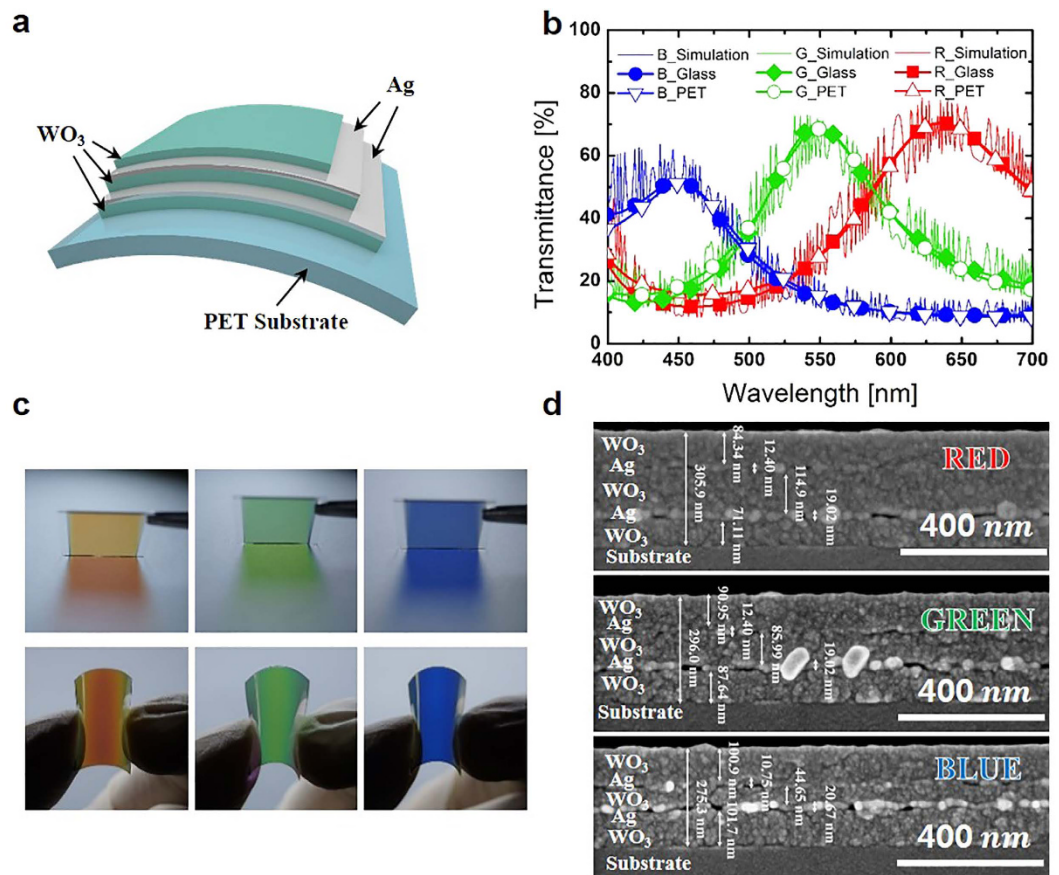 a
Ag
WO₃
PET Substrate
b
B_Simulation G_Simulation R_Simulation
B_Glass G_Glass R_Glass
B_PET G_PET R_PET
Transmittance [%]
100
80
60
40
20
0
400 450 500 550 600 650 700
Wavelength [nm]
c
d
WO₃
Ag
WO₃
Ag
WO₃
Substrate
305.9 nm
84.34 nm
71.11 nm
12.40 nm
114.9 nm
19.02 nm
RED
400 nm
WO₃
Ag
WO₃
Ag
WO₃
Substrate
296.0 nm
90.95 nm
87.64 nm
12.40 nm
85.99 nm
19.02 nm
GREEN
400 nm
WO₃
Ag
WO₃
Ag
WO₃
Substrate
275.3 nm
100.9 nm
101.7 nm
10.75 nm
44.65 nm
20.67 nm
BLUE
400 nm